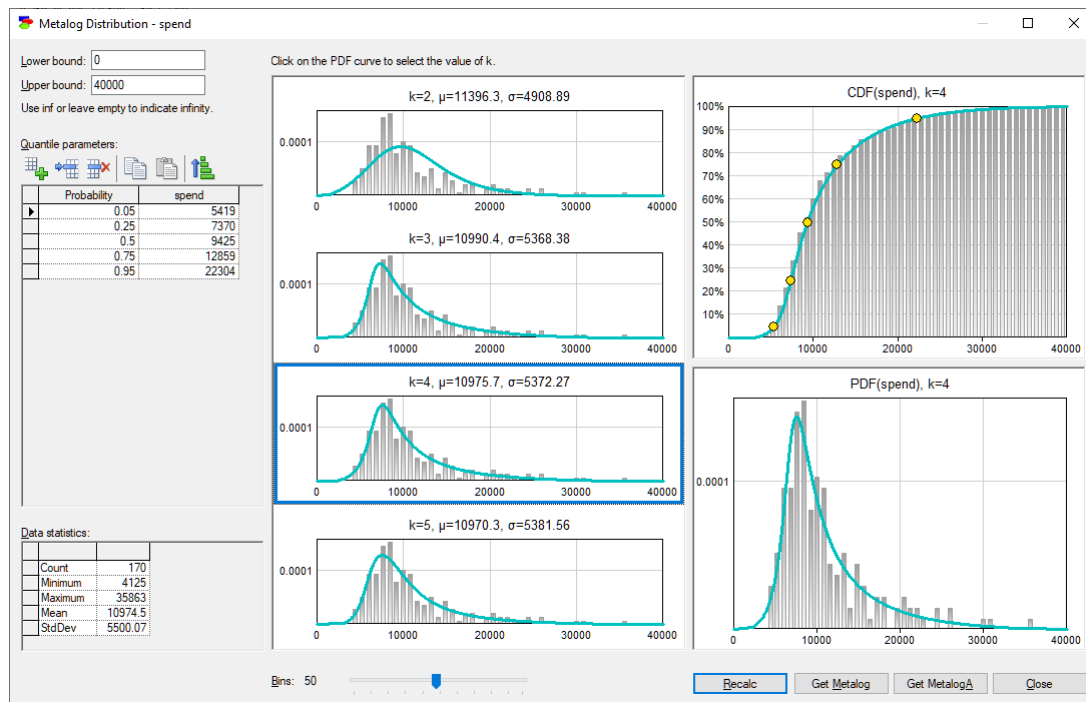 Metalog Distribution - spend
Lower bound: 0
Upper bound: 40000
Use inf or leave empty to indicate infinity.
Quantile parameters:
Probability spend
0.05 5419
0.25 7370
0.5 9425
0.75 12859
0.95 22304
Data statistics:
Count 170
Minimum 4125
Maximum 35863
Mean 10974.5
StdDev 5500.07
Click on the PDF curve to select the value of k.
k=2, μ=11396.3, σ=4908.89
0.0001
0 10000 20000 30000 40000
k=3, μ=10990.4, σ=5368.38
0.0001
0 10000 20000 30000 40000
k=4, μ=10975.7, σ=5372.27
0.0001
0 10000 20000 30000 40000
k=5, μ=10970.3, σ=5381.56
0.0001
0 10000 20000 30000 40000
CDF(spend), k=4
100%
90%
80%
70%
60%
50%
40%
30%
20%
10%
0 10000 20000 30000 40000
PDF(spend), k=4
0.0001
0 10000 20000 30000 40000
Bins: 50
Recalc Get Metalog Get MetalogA Close